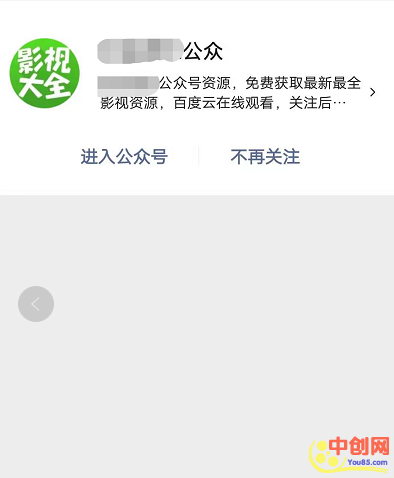 影视
大全
公众
公众号资源，免费获取最新最全
影视资源，百度云在线观看，关注后…
进入公众号
不再关注
中创网
You85.com